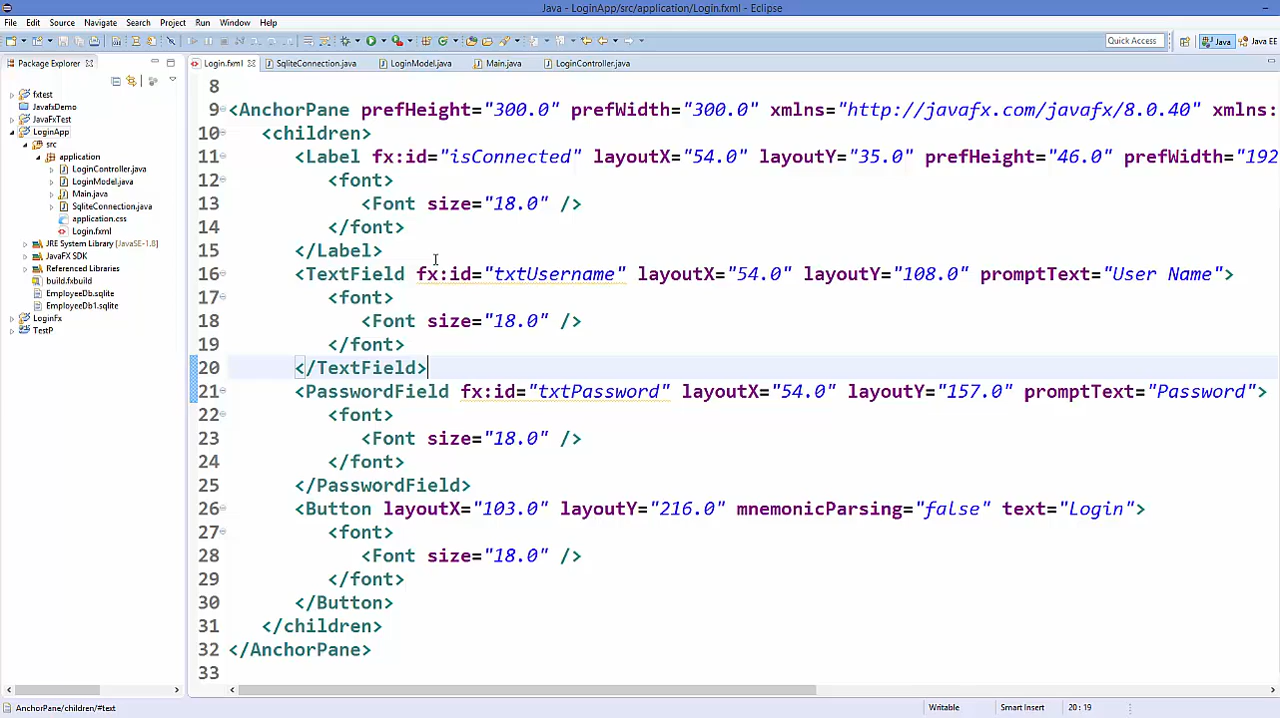 Java - LoginApp/src/application/Login.fxml - Eclipse
File Edit Source Navigate Search Project Run Window Help
Quick Access Java Java EE
Package Explorer
fxtest
JavafxDemo
JavaFxTest
LoginApp
src
application
LoginController.java
LoginModel.java
Main.java
SqliteConnection.java
application.css
Login.fxml
JRE System Library [JavaSE-1.8]
JavaFX SDK
Referenced Libraries
build.fxbuild
EmployeeDb.sqlite
EmployeeDb1.sqlite
LoginFx
TestP
Login.fxml SqliteConnection.java LoginModel.java Main.java LoginController.java
8
9 <AnchorPane prefHeight="300.0" prefWidth="300.0" xmlns="http://javafx.com/javafx/8.0.40" xmlns:
10 <children>
11 <Label fx:id="isConnected" layoutX="54.0" layoutY="35.0" prefHeight="46.0" prefWidth="192
12 <font>
13 <Font size="18.0" />
14 </font>
15 </Label>
16 <TextField fx:id="txtUsername" layoutX="54.0" layoutY="108.0" promptText="User Name">
17 <font>
18 <Font size="18.0" />
19 </font>
20 </TextField>
21 <PasswordField fx:id="txtPassword" layoutX="54.0" layoutY="157.0" promptText="Password">
22 <font>
23 <Font size="18.0" />
24 </font>
25 </PasswordField>
26 <Button layoutX="103.0" layoutY="216.0" mnemonicParsing="false" text="Login">
27 <font>
28 <Font size="18.0" />
29 </font>
30 </Button>
31 </children>
32 </AnchorPane>
33
AnchorPane/children/#text Writable Smart Insert 20 : 19